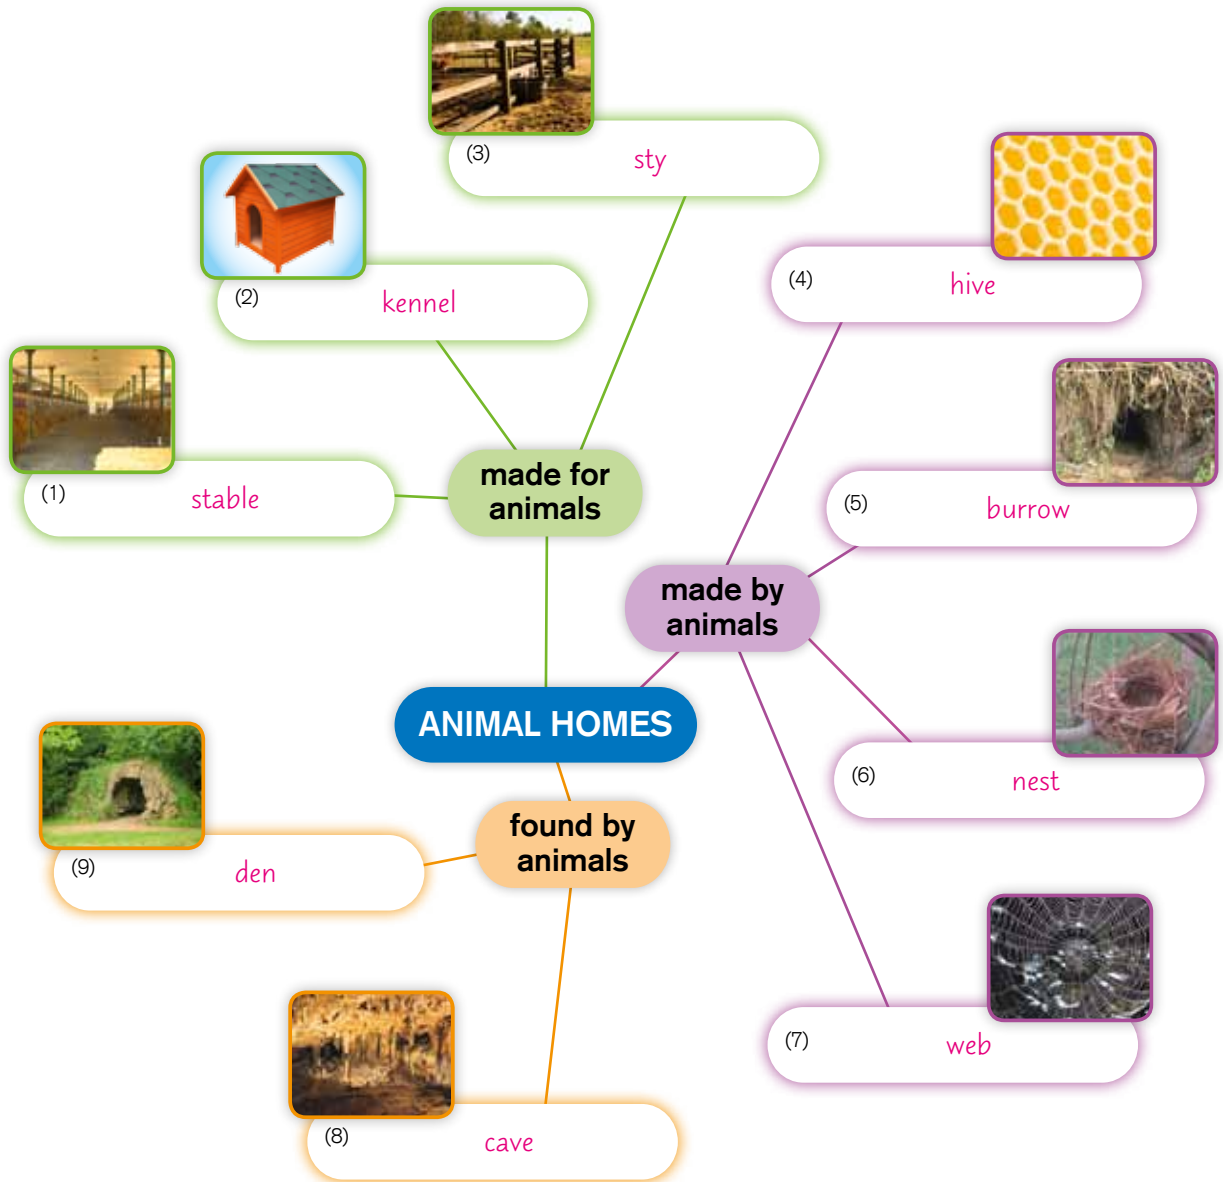 (3) sty
(2) kennel
(4) hive
(1) stable
made for
animals
(5) burrow
made by
animals
ANIMAL HOMES
(6) nest
found by
animals
(9) den
(7) web
(8) cave